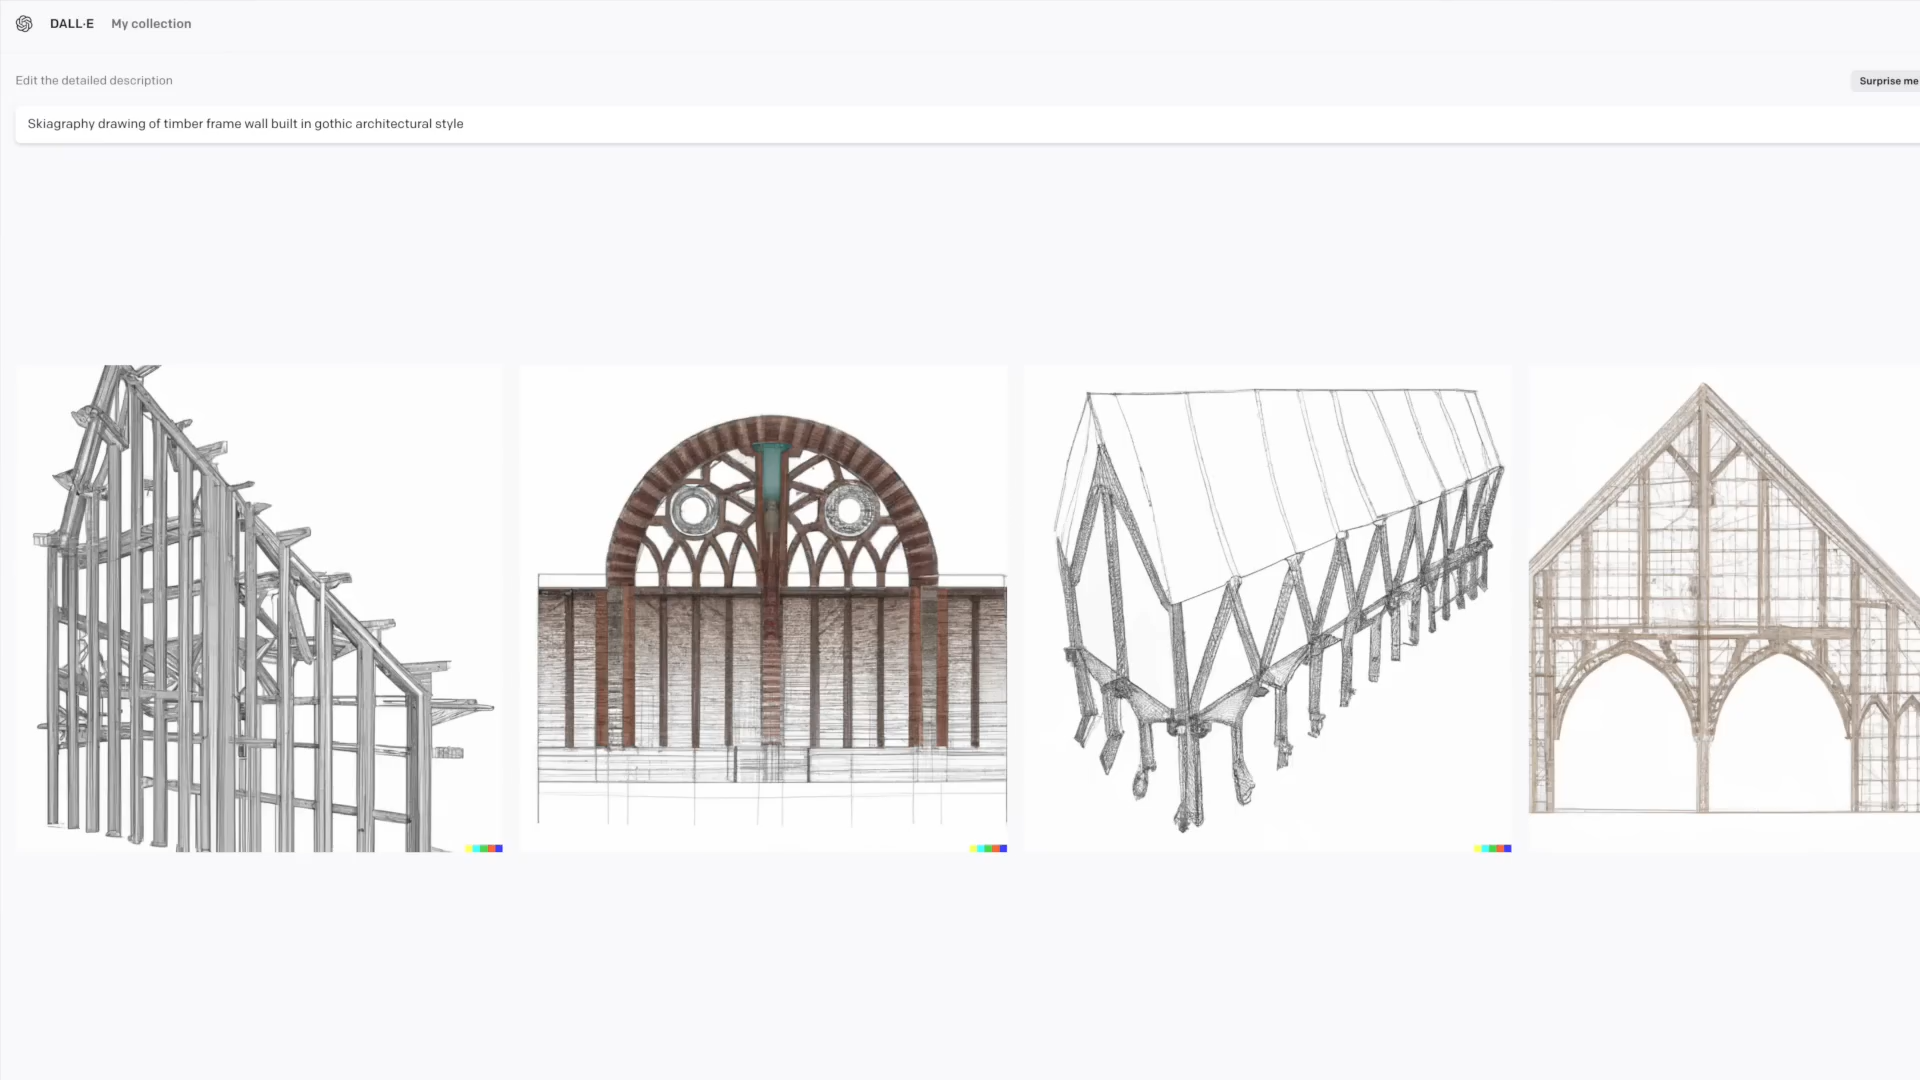 DALL·E My collection
Edit the detailed description
Surprise me
Skiagraphy drawing of timber frame wall built in gothic architectural style